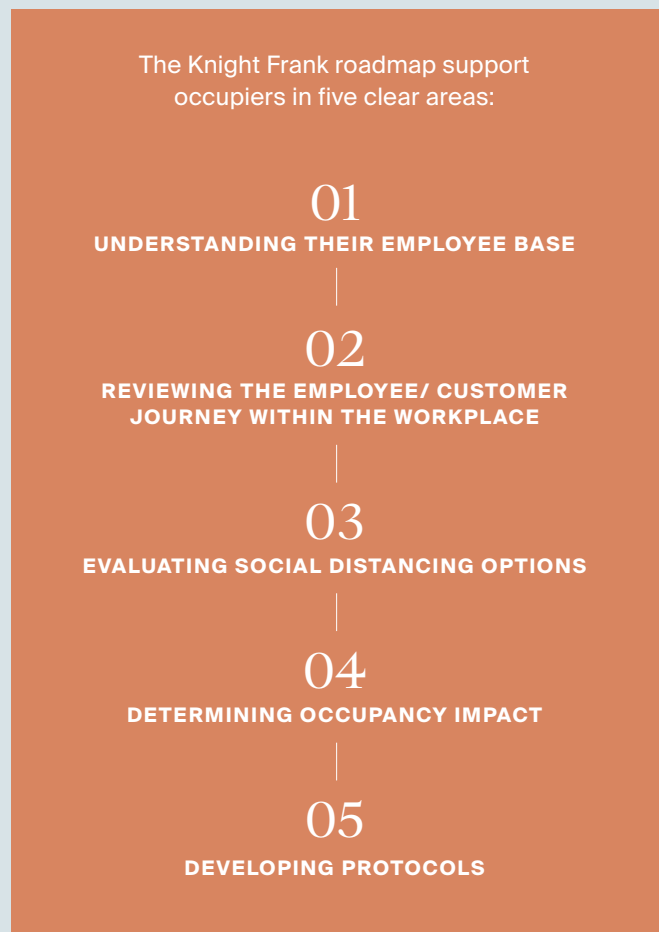 The Knight Frank roadmap support
occupiers in five clear areas:
01
UNDERSTANDING THEIR EMPLOYEE BASE
02
REVIEWING THE EMPLOYEE/ CUSTOMER
JOURNEY WITHIN THE WORKPLACE
03
EVALUATING SOCIAL DISTANCING OPTIONS
04
DETERMINING OCCUPANCY IMPACT
05
DEVELOPING PROTOCOLS